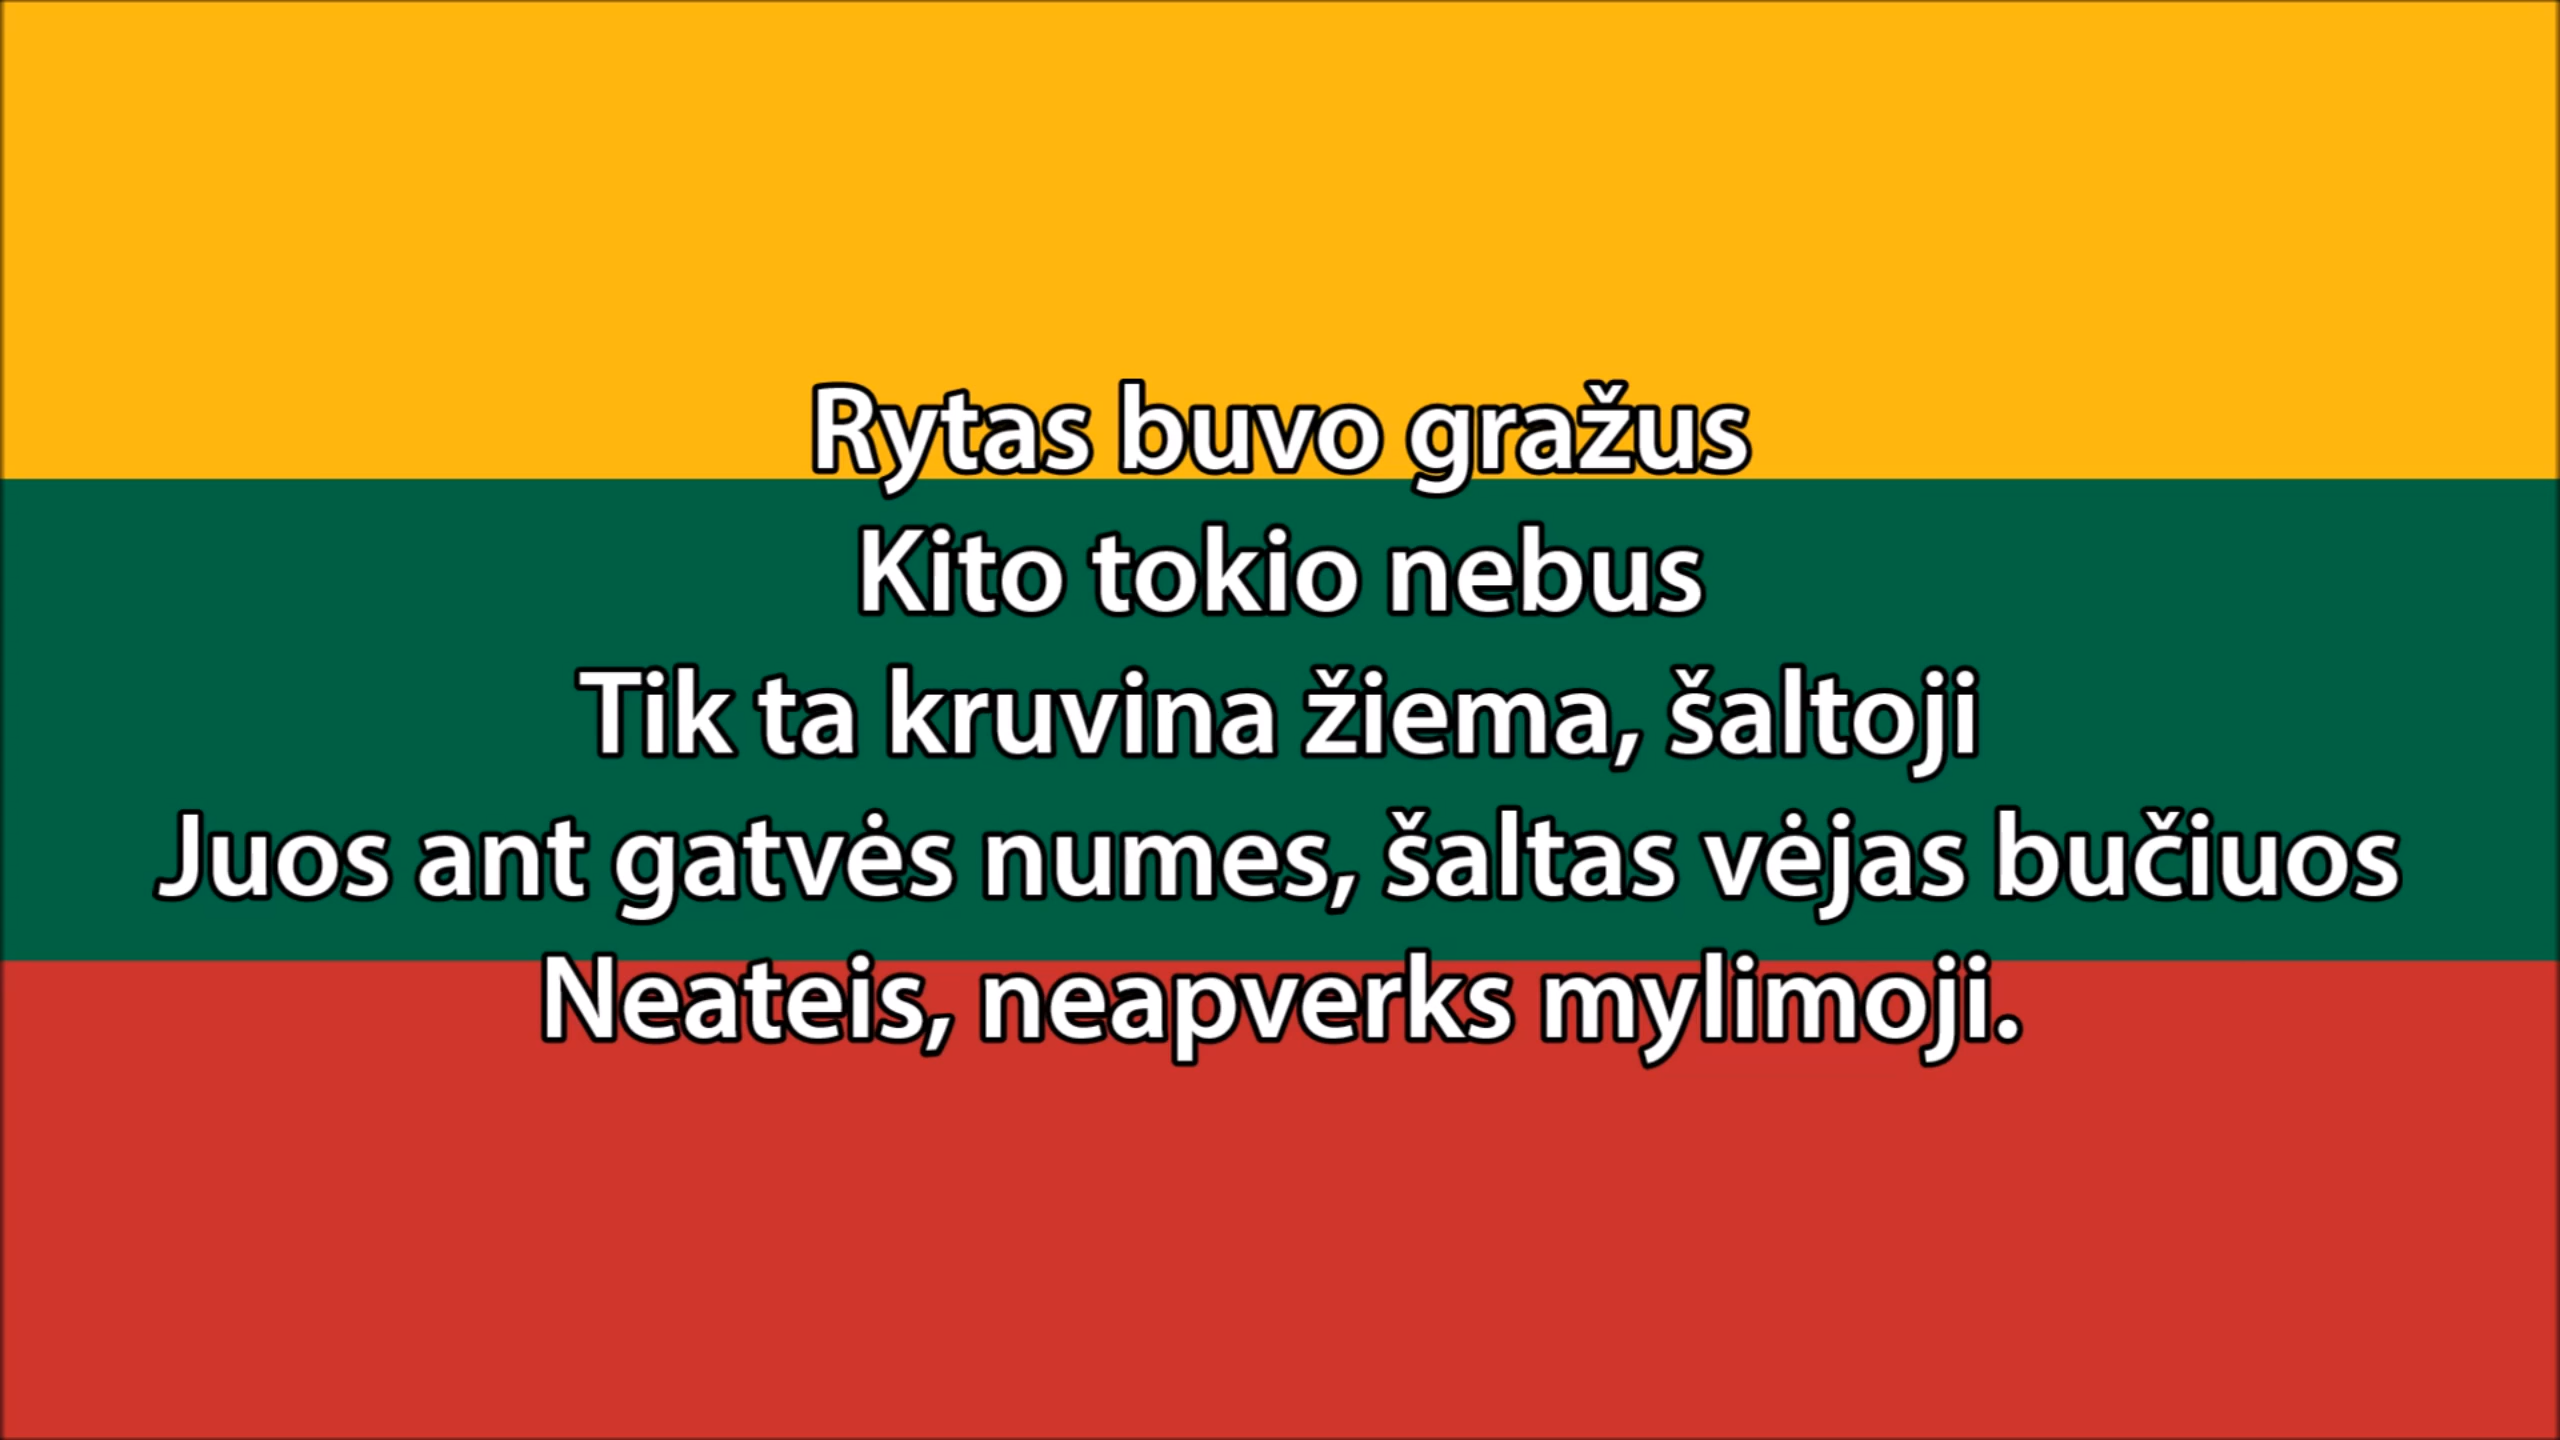 Rytas buvo gražus
Kito tokio nebus
Tik ta kruvina žiema, šaltoji
Juos ant gatvės numes, šaltas vėjas bučiuos
Neateis, neapverks mylimoji.